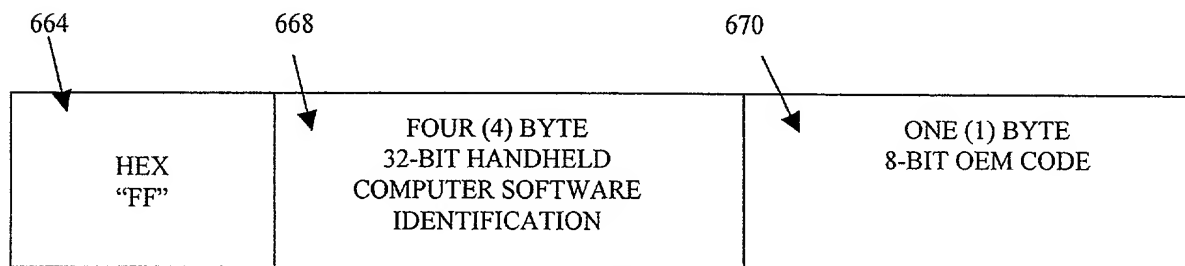 664
668
670
HEX
“FF”
FOUR (4) BYTE
32-BIT HANDHELD
COMPUTER SOFTWARE
IDENTIFICATION
ONE (1) BYTE
8-BIT OEM CODE